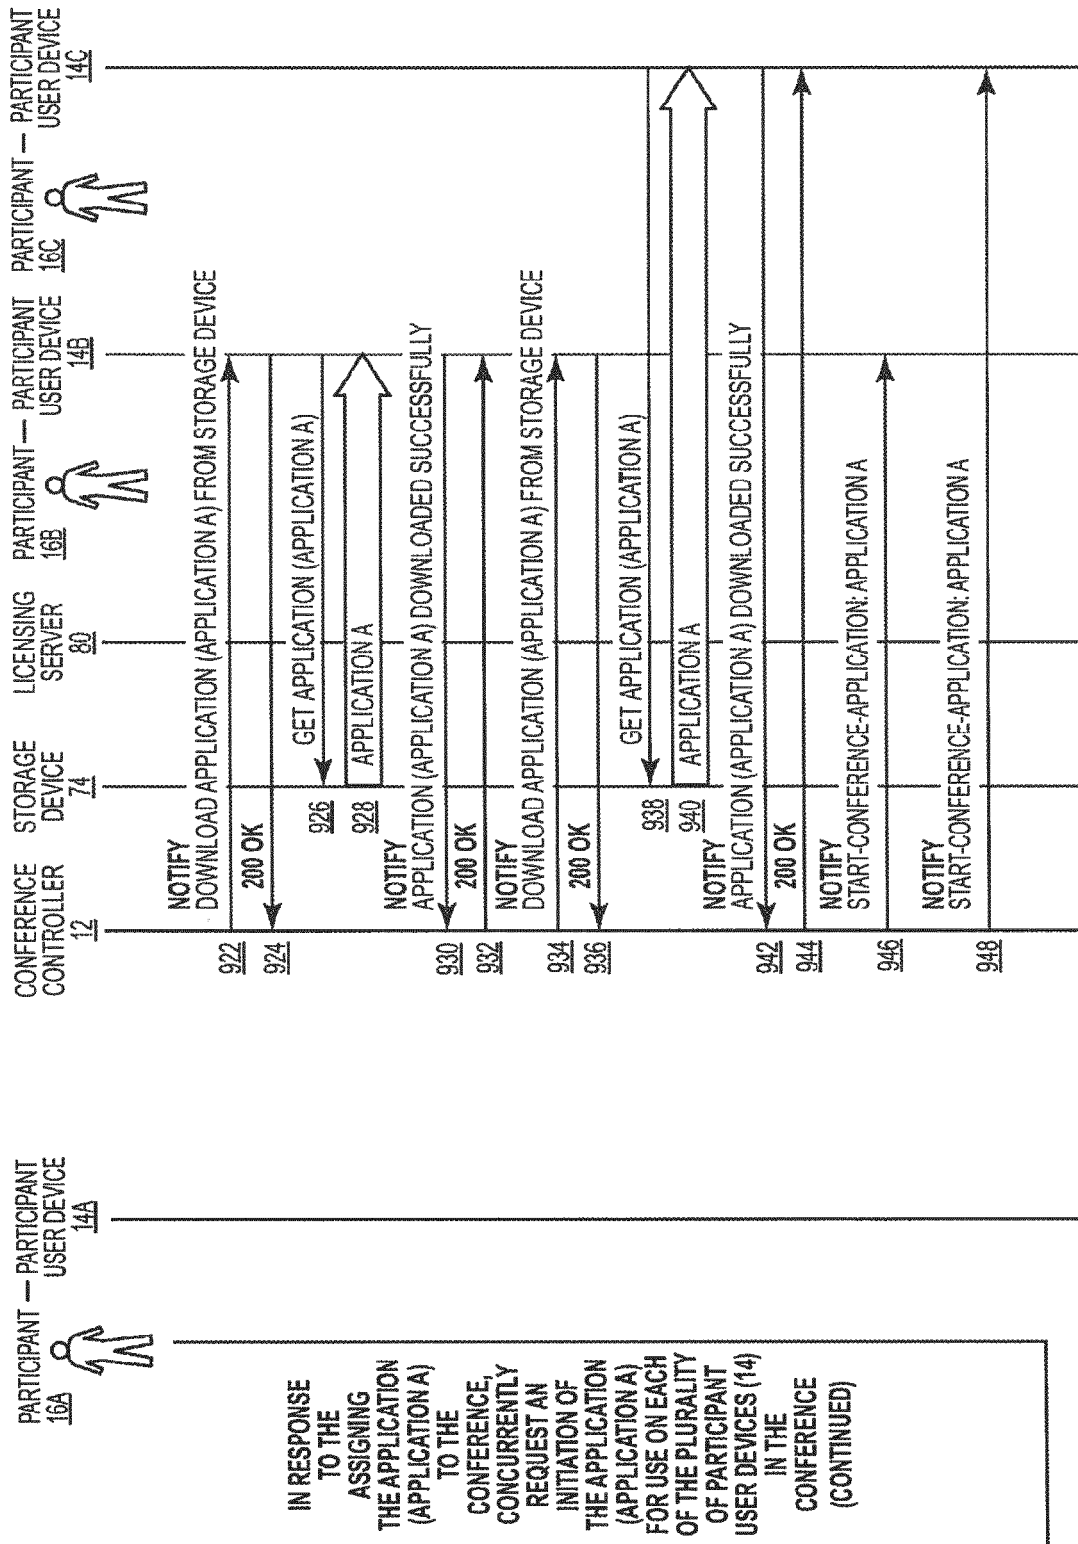 PARTICIPANT — PARTICIPANT
16A
USER DEVICE
14A
CONFERENCE
CONTROLLER
12
STORAGE
DEVICE
74
LICENSING
SERVER
80
PARTICIPANT — PARTICIPANT
16B
USER DEVICE
14B
PARTICIPANT — PARTICIPANT
16C
USER DEVICE
14C
IN RESPONSE
TO THE
ASSIGNING
THE APPLICATION
(APPLICATION A)
TO THE
CONFERENCE,
CONCURRENTLY
REQUEST AN
INITIATION OF
THE APPLICATION
(APPLICATION A)
FOR USE ON EACH
OF THE PLURALITY
OF PARTICIPANT
USER DEVICES (14)
IN THE
CONFERENCE
(CONTINUED)
NOTIFY
DOWNLOAD APPLICATION (APPLICATION A) FROM STORAGE DEVICE
922
200 OK
924
GET APPLICATION (APPLICATION A)
926
APPLICATION A
928
NOTIFY
APPLICATION (APPLICATION A) DOWNLOADED SUCCESSFULLY
930
200 OK
932
NOTIFY
DOWNLOAD APPLICATION (APPLICATION A) FROM STORAGE DEVICE
934
200 OK
936
GET APPLICATION (APPLICATION A)
938
APPLICATION A
940
NOTIFY
APPLICATION (APPLICATION A) DOWNLOADED SUCCESSFULLY
942
200 OK
944
NOTIFY
START-CONFERENCE-APPLICATION: APPLICATION A
946
NOTIFY
START-CONFERENCE-APPLICATION: APPLICATION A
948